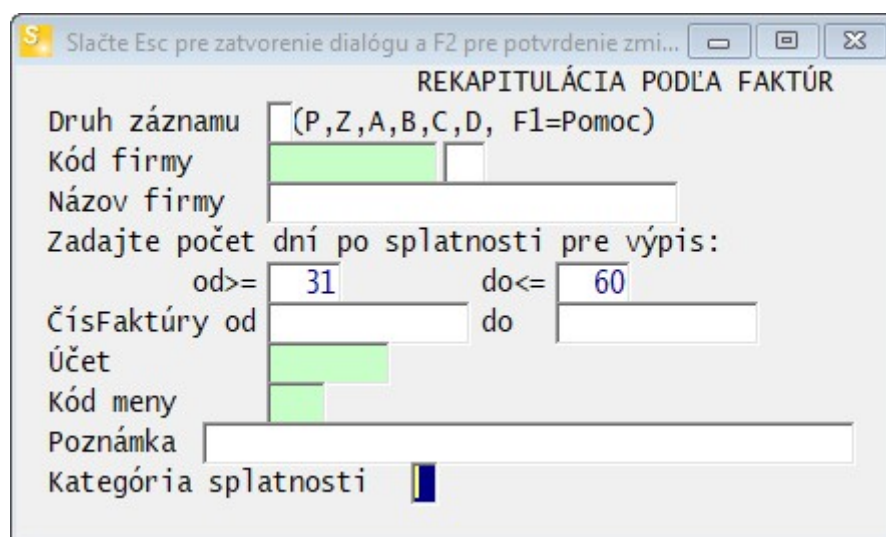 S
Slačte Esc pre zatvorenie dialógu a F2 pre potvrdenie zmi...
REKAPITULÁCIA PODĽA FAKTÚR
Druh záznamu (P,Z,A,B,C,D, F1=Pomoc)
Kód firmy
Názov firmy
Zadajte počet dní po splatnosti pre výpis:
od>= 31 do<= 60
ČísFaktúry od do
Účet
Kód meny
Poznámka
Kategória splatnosti